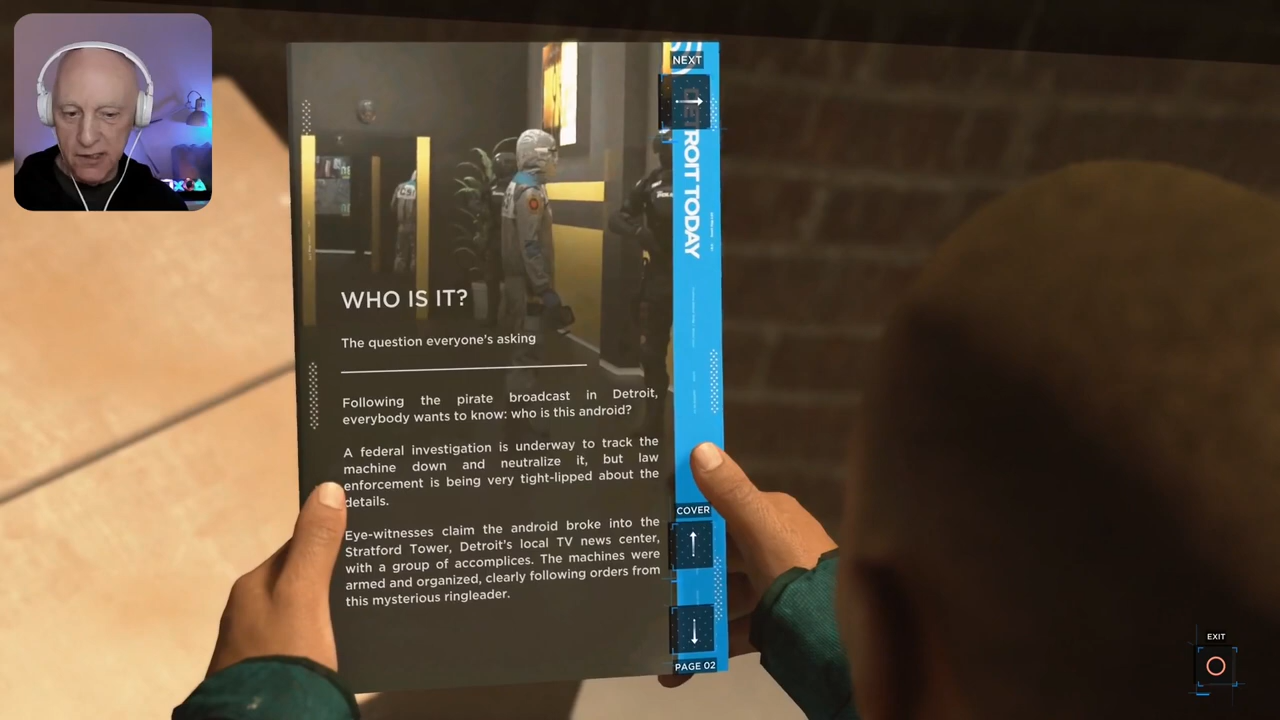 NEXT
DETROIT TODAY
WHO IS IT?
The question everyone's asking
Following the pirate broadcast in Detroit,
everybody wants to know: who is this android?
A federal investigation is underway to track the
machine down and neutralize it, but law
enforcement is being very tight-lipped about the
details.
Eye-witnesses claim the android broke into the
Stratford Tower, Detroit's local TV news center,
with a group of accomplices. The machines were
armed and organized, clearly following orders from
this mysterious ringleader.
COVER
PAGE 02
EXIT